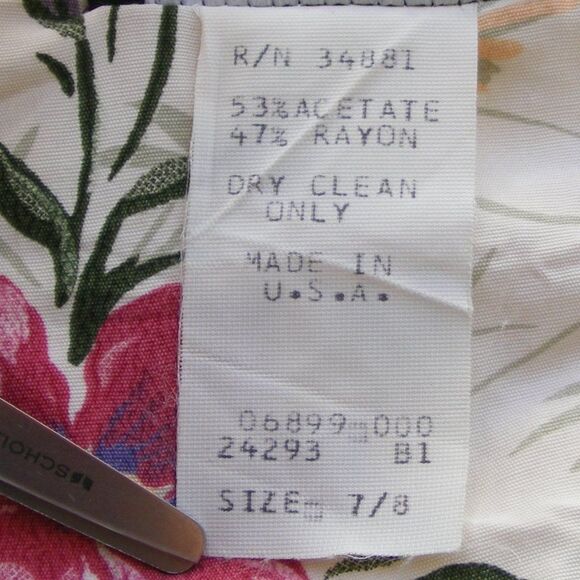 R/N 34881
53% ACETATE
47% RAYON
DRY CLEAN
ONLY
MADE IN
U.S.A.
06899 000
24293 B1
SIZE 7/8